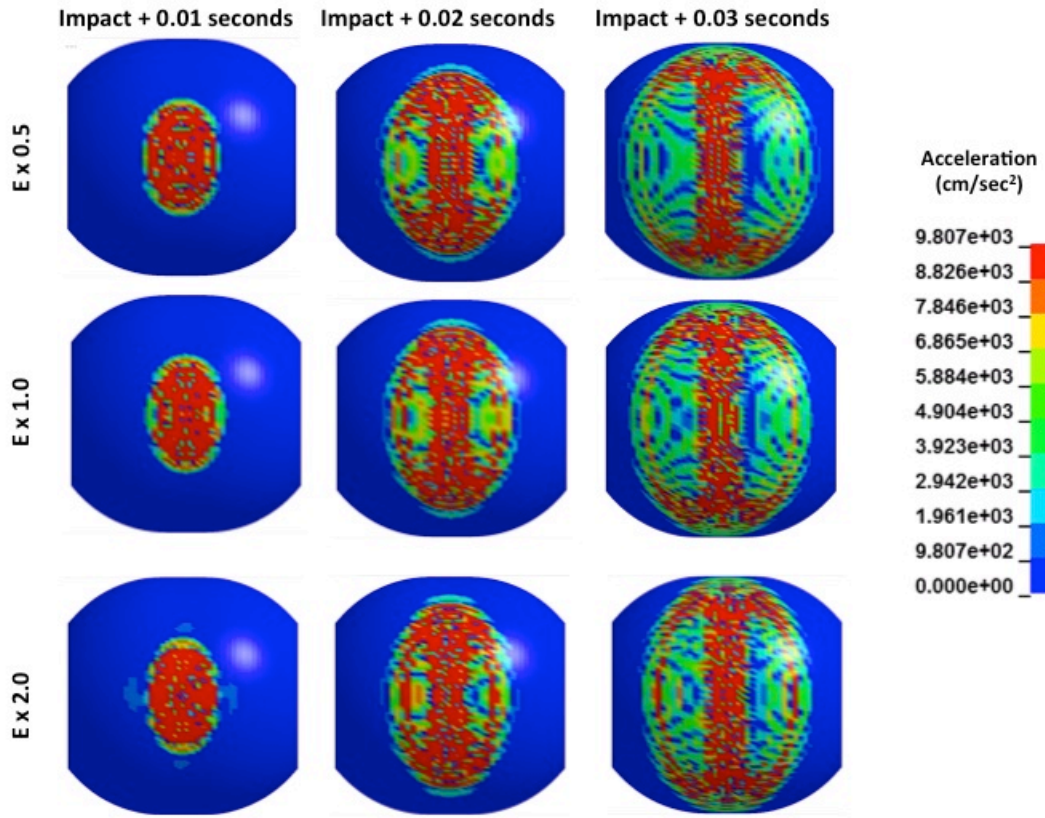 Impact + 0.01 seconds
Impact + 0.02 seconds
Impact + 0.03 seconds
E x 0.5
E x 1.0
E x 2.0
Acceleration
(cm/sec²)
9.807e+03
8.826e+03
7.846e+03
6.865e+03
5.884e+03
4.904e+03
3.923e+03
2.942e+03
1.961e+03
9.807e+02
0.000e+00